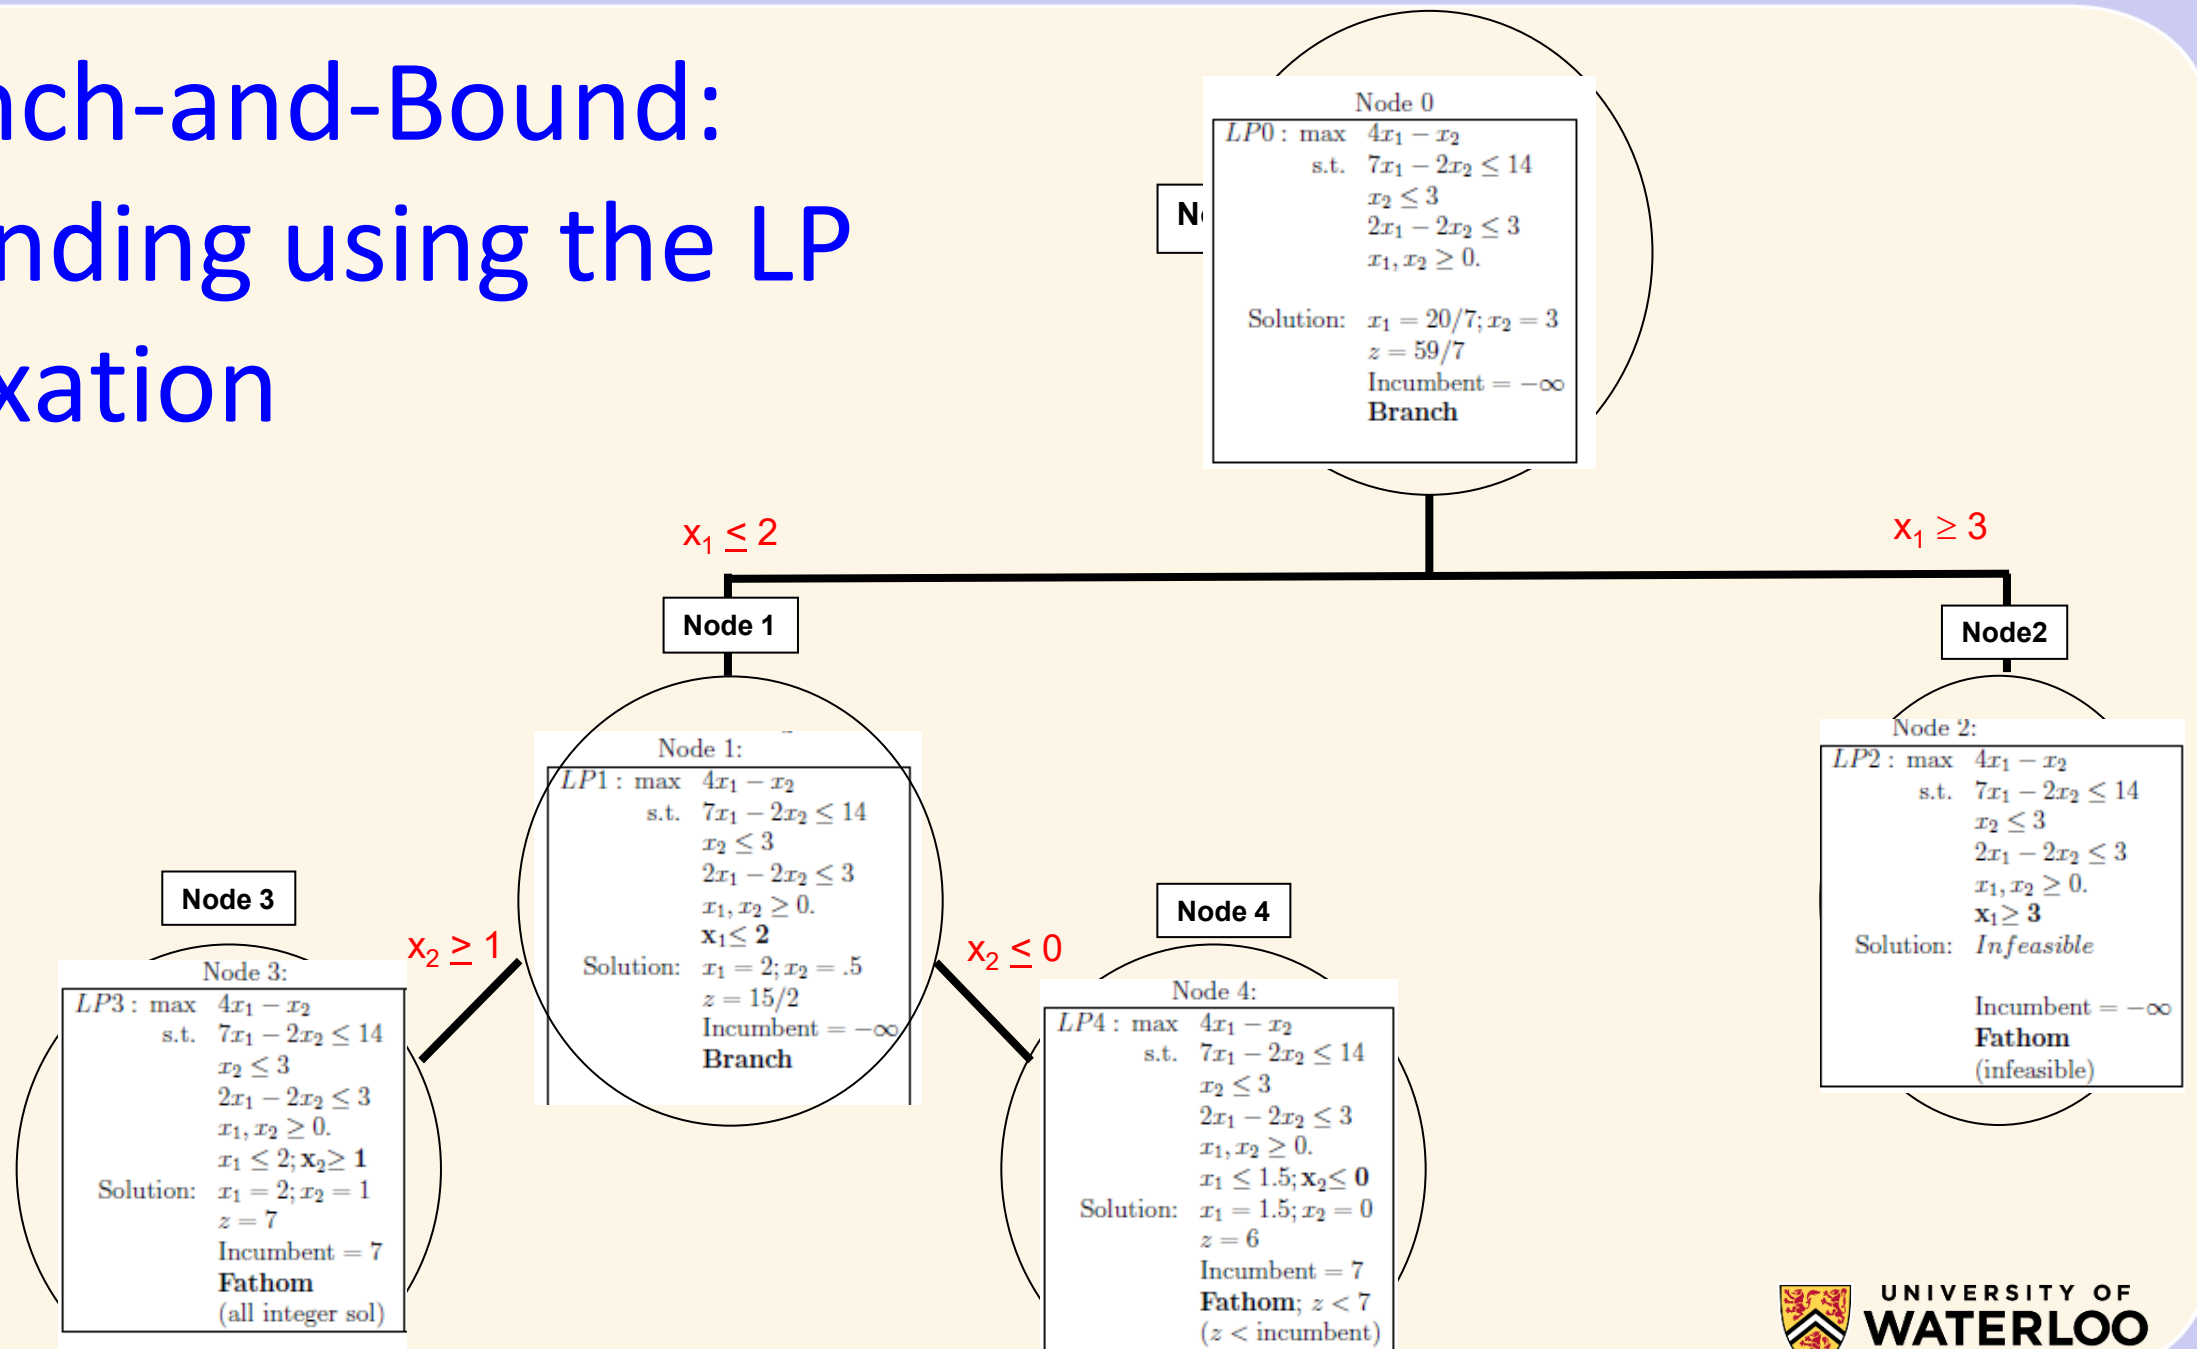 nch-and-Bound:
nding using the LP
xation
Node 0
LP0 : max 4x₁ − x₂
s.t. 7x₁ − 2x₂ ≤ 14
x₂ ≤ 3
2x₁ − 2x₂ ≤ 3
x₁, x₂ ≥ 0.
Solution: x₁ = 20/7; x₂ = 3
z = 59/7
Incumbent = −∞
Branch
x₁ ≤ 2
x₁ ≥ 3
Node 1
Node2
Node 1:
LP1 : max 4x₁ − x₂
s.t. 7x₁ − 2x₂ ≤ 14
x₂ ≤ 3
2x₁ − 2x₂ ≤ 3
x₁, x₂ ≥ 0.
x₁≤ 2
Solution: x₁ = 2; x₂ = .5
z = 15/2
Incumbent = −∞
Branch
Node 2:
LP2 : max 4x₁ − x₂
s.t. 7x₁ − 2x₂ ≤ 14
x₂ ≤ 3
2x₁ − 2x₂ ≤ 3
x₁, x₂ ≥ 0.
x₁≥ 3
Solution: Infeasible
Incumbent = −∞
Fathom
(infeasible)
Node 3
x₂ ≥ 1
x₂ ≤ 0
Node 4
Node 3:
LP3 : max 4x₁ − x₂
s.t. 7x₁ − 2x₂ ≤ 14
x₂ ≤ 3
2x₁ − 2x₂ ≤ 3
x₁, x₂ ≥ 0.
x₁ ≤ 2; x₂≥ 1
Solution: x₁ = 2; x₂ = 1
z = 7
Incumbent = 7
Fathom
(all integer sol)
Node 4:
LP4 : max 4x₁ − x₂
s.t. 7x₁ − 2x₂ ≤ 14
x₂ ≤ 3
2x₁ − 2x₂ ≤ 3
x₁, x₂ ≥ 0.
x₁ ≤ 1.5; x₂≤ 0
Solution: x₁ = 1.5; x₂ = 0
z = 6
Incumbent = 7
Fathom; z < 7
(z < incumbent)
UNIVERSITY OF
WATERLOO